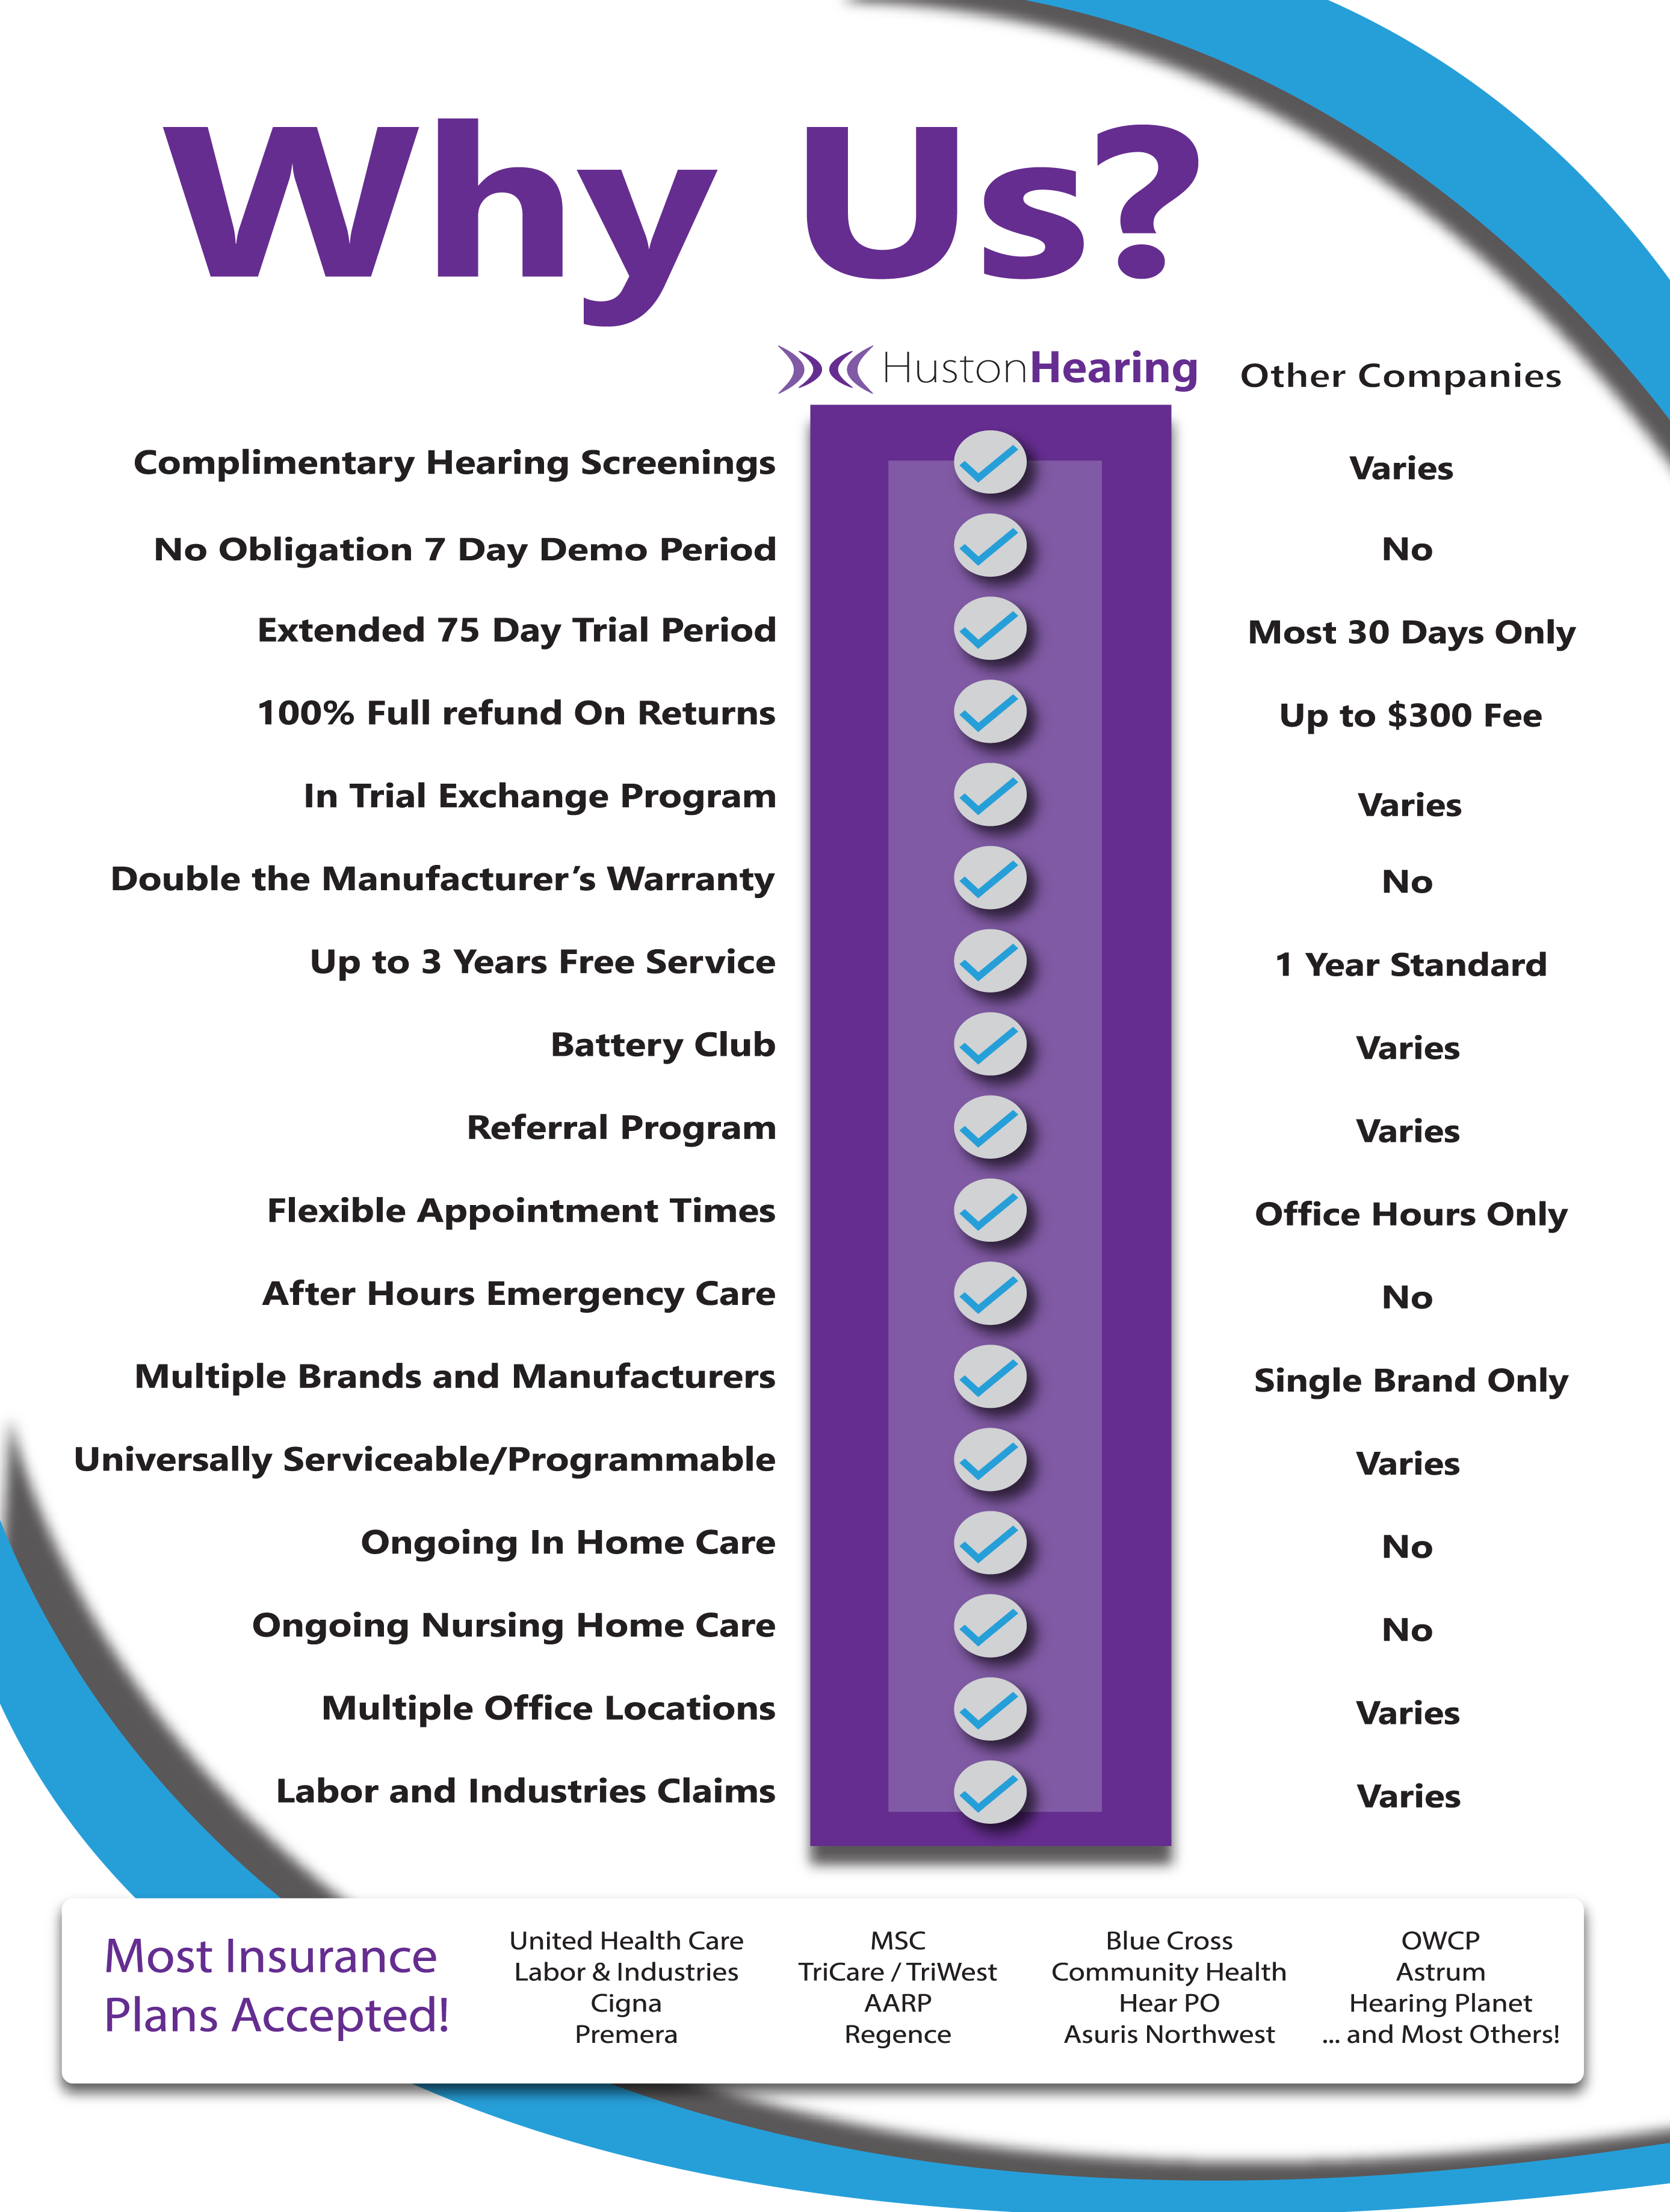 Why Us?
HustonHearing Other Companies
Complimentary Hearing Screenings Varies
No Obligation 7 Day Demo Period No
Extended 75 Day Trial Period Most 30 Days Only
100% Full refund On Returns Up to $300 Fee
In Trial Exchange Program Varies
Double the Manufacturer’s Warranty No
Up to 3 Years Free Service 1 Year Standard
Battery Club Varies
Referral Program Varies
Flexible Appointment Times Office Hours Only
After Hours Emergency Care No
Multiple Brands and Manufacturers Single Brand Only
Universally Serviceable/Programmable Varies
Ongoing In Home Care No
Ongoing Nursing Home Care No
Multiple Office Locations Varies
Labor and Industries Claims Varies
Most Insurance
Plans Accepted!
United Health Care
Labor & Industries
Cigna
Premera
MSC
TriCare / TriWest
AARP
Regence
Blue Cross
Community Health
Hear PO
Asuris Northwest
OWCP
Astrum
Hearing Planet
... and Most Others!